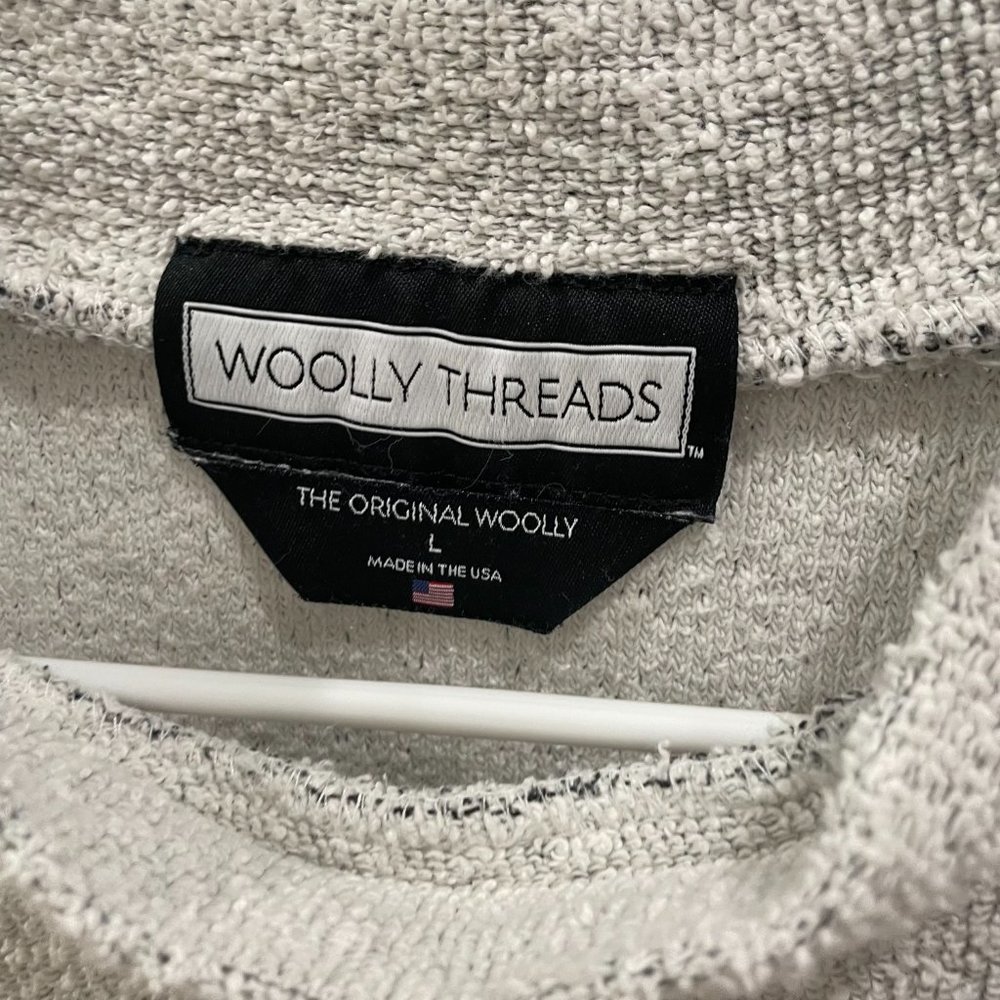 WOOLLY THREADS
TM
THE ORIGINAL WOOLLY
L
MADE IN THE USA